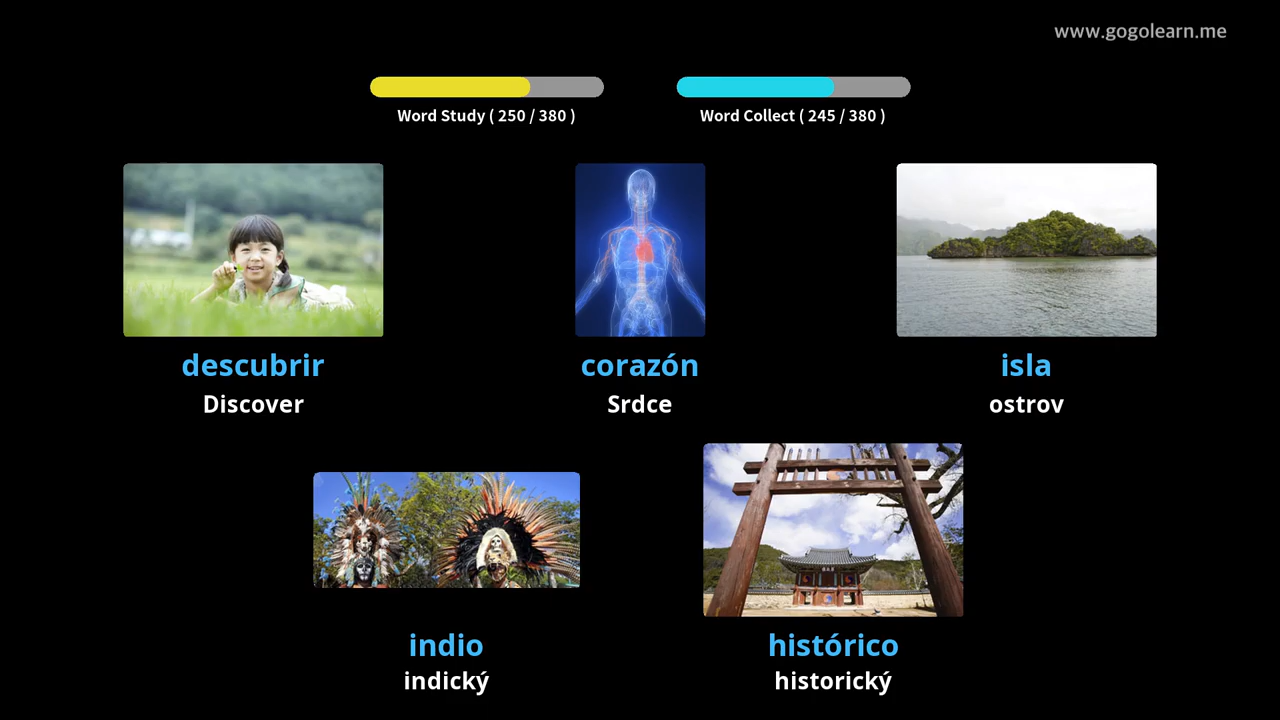 www.gogolearn.me
Word Study ( 250 / 380 )
Word Collect ( 245 / 380 )
descubrir
Discover
corazón
Srdce
isla
ostrov
indio
indický
histórico
historický